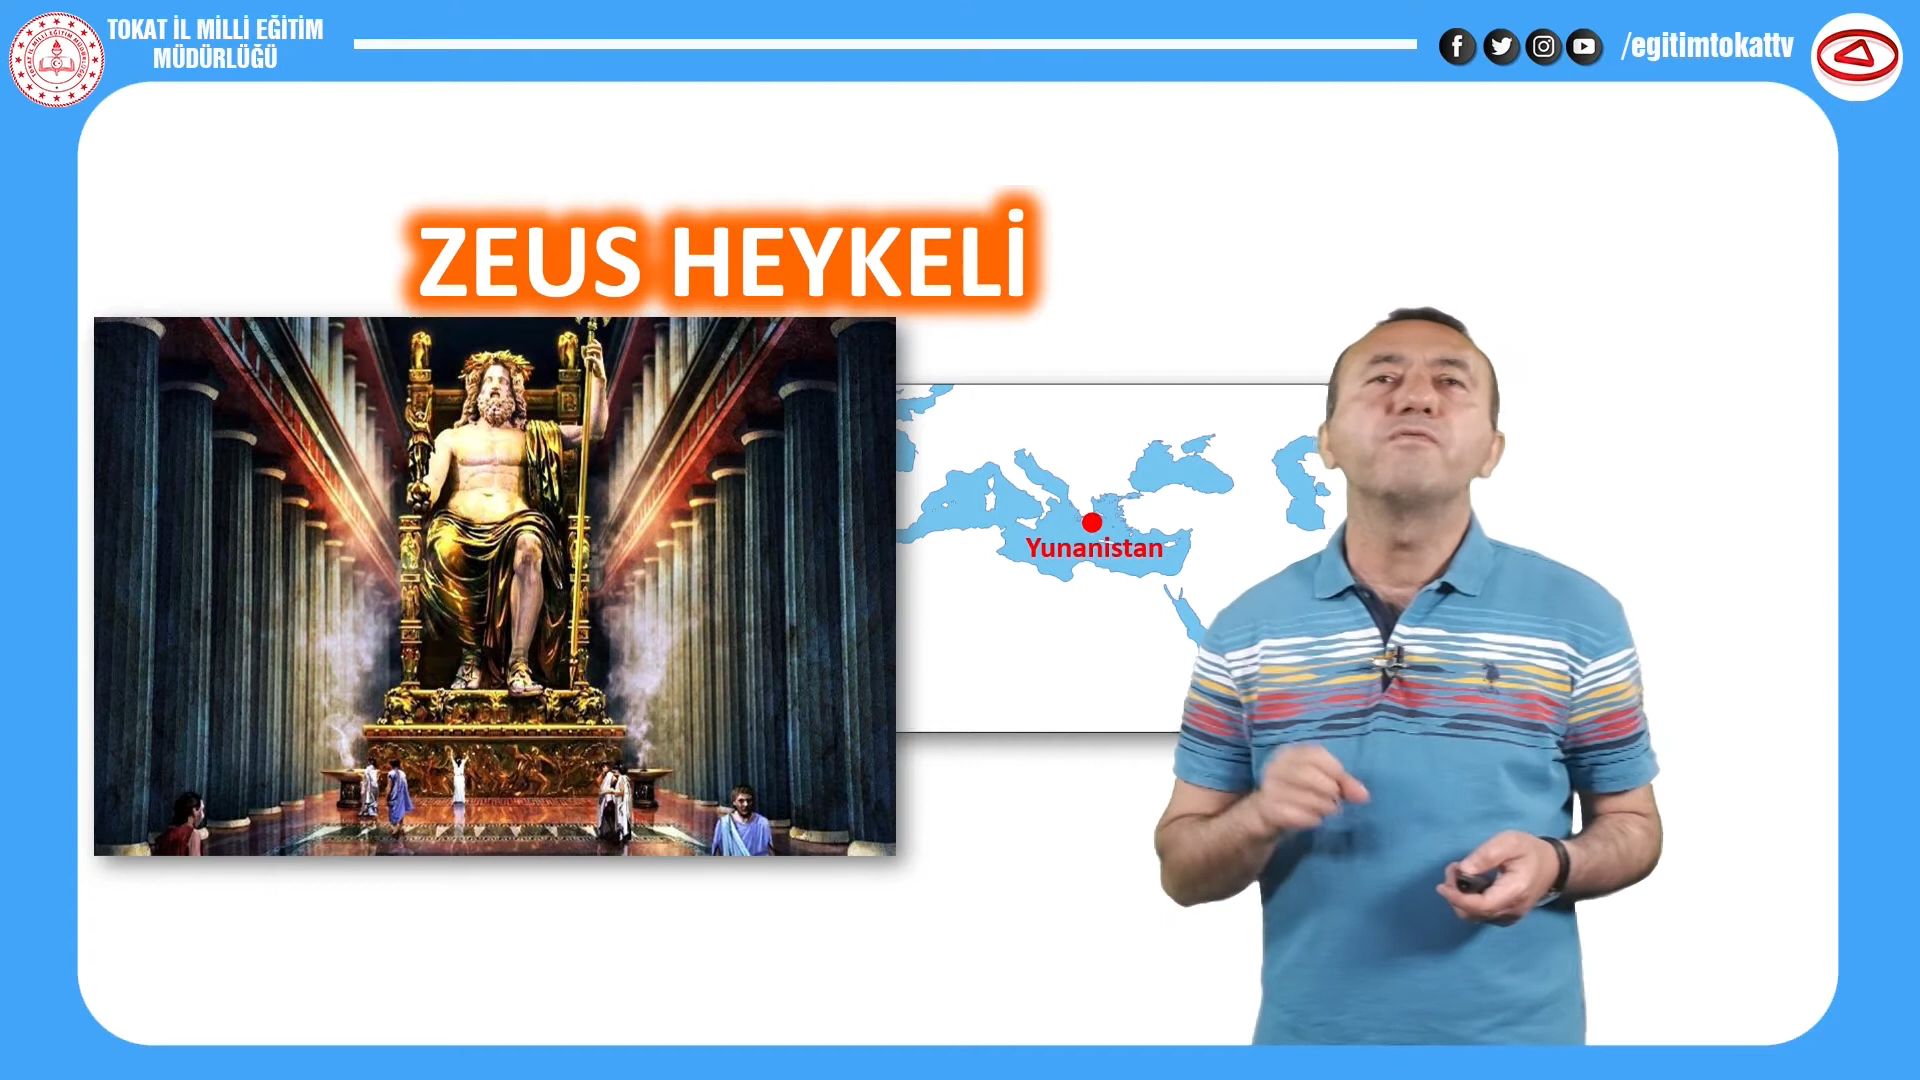 TOKAT İL MİLLİ EĞİTİM
MÜDÜRLÜĞÜ
/egitimtokattv
ZEUS HEYKELİ
Yunanistan